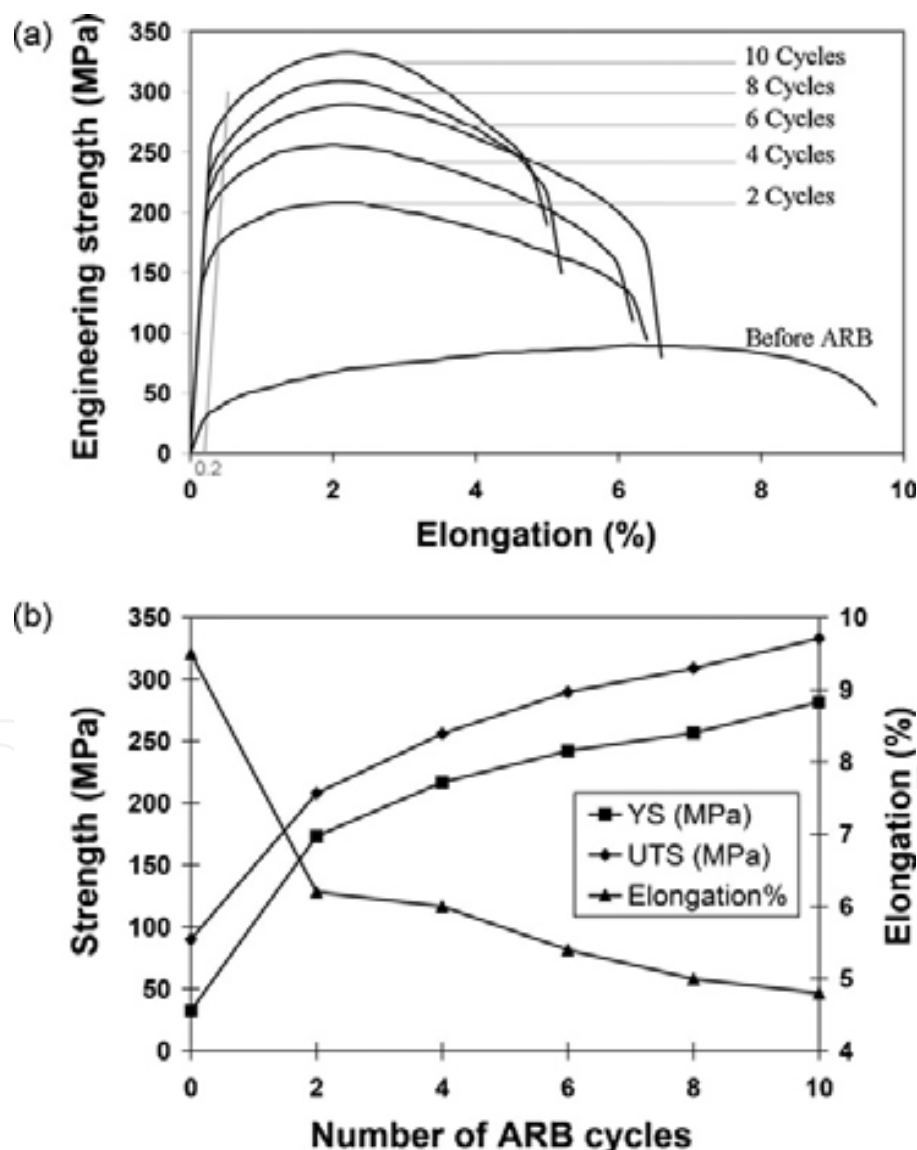 (a)
Engineering strength (MPa)
350
300
250
200
150
100
50
0
10 Cycles
8 Cycles
6 Cycles
4 Cycles
2 Cycles
Before ARB
0.2
0 2 4 6 8 10
Elongation (%)
(b)
Strength (MPa)
350
300
250
200
150
100
50
0
YS (MPa)
UTS (MPa)
Elongation%
10
9
8
7
6
5
4
Elongation (%)
0 2 4 6 8 10
Number of ARB cycles